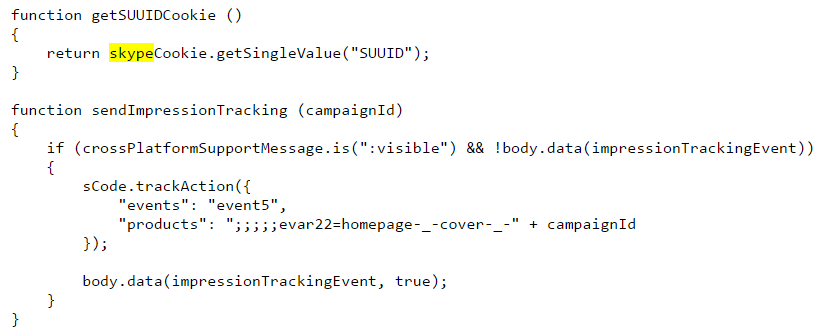 function getSUUIDCookie ()
{
    return skypeCookie.getSingleValue("SUUID");
}

function sendImpressionTracking (campaignId)
{
    if (crossPlatformSupportMessage.is(":visible") && !body.data(impressionTrackingEvent))
    {
        sCode.trackAction({
            "events": "event5",
            "products": ";;;;;evar22=homepage-_-cover-_-" + campaignId
        });

        body.data(impressionTrackingEvent, true);
    }
}